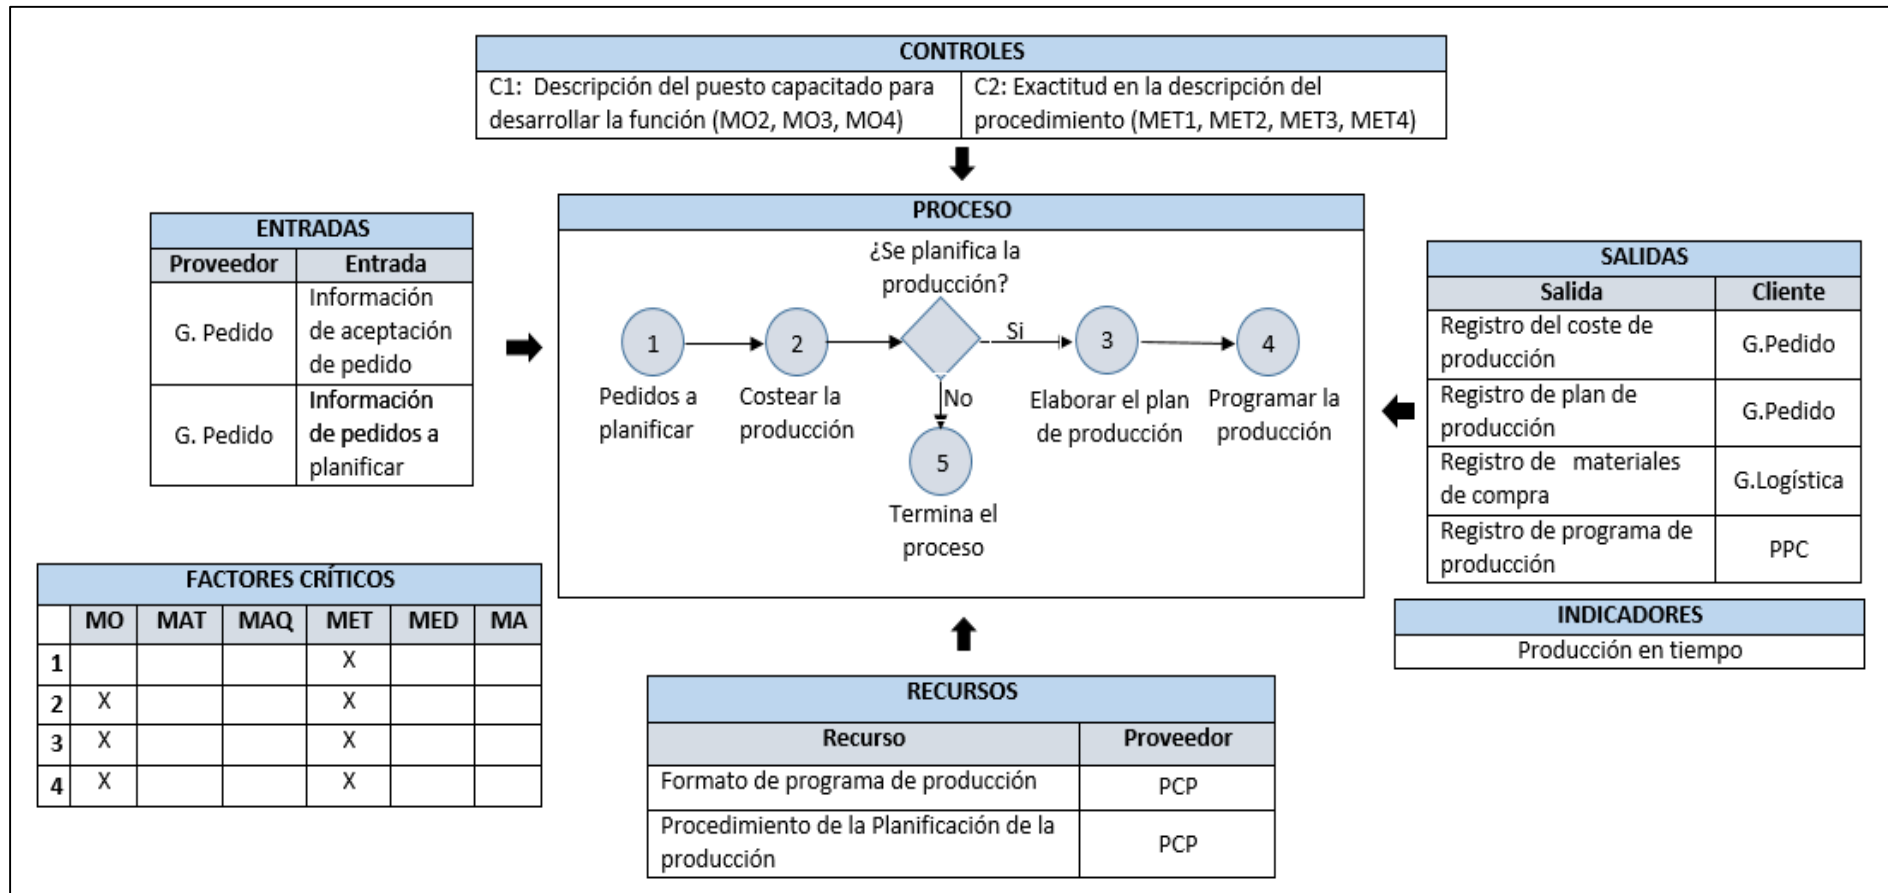 CONTROLES
C1:  Descripción del puesto capacitado para
desarrollar la función (MO2, MO3, MO4)
C2: Exactitud en la descripción del
procedimiento (MET1, MET2, MET3, MET4)
ENTRADAS
Proveedor
Entrada
G. Pedido
Información
de aceptación
de pedido
G. Pedido
Información
de pedidos a
planificar
PROCESO
¿Se planifica la
producción?
1
2
Si
3
4
Pedidos a
planificar
Costear la
producción
No
Elaborar el plan
de producción
Programar la
producción
5
Termina el
proceso
SALIDAS
Salida
Cliente
Registro del coste de
producción
G.Pedido
Registro de plan de
producción
G.Pedido
Registro de   materiales
de compra
G.Logística
Registro de programa de
producción
PPC
FACTORES CRÍTICOS
MO MAT MAQ MET MED MA
1 X
2 X X
3 X X
4 X X
INDICADORES
Producción en tiempo
RECURSOS
Recurso
Proveedor
Formato de programa de producción
PCP
Procedimiento de la Planificación de la
producción
PCP